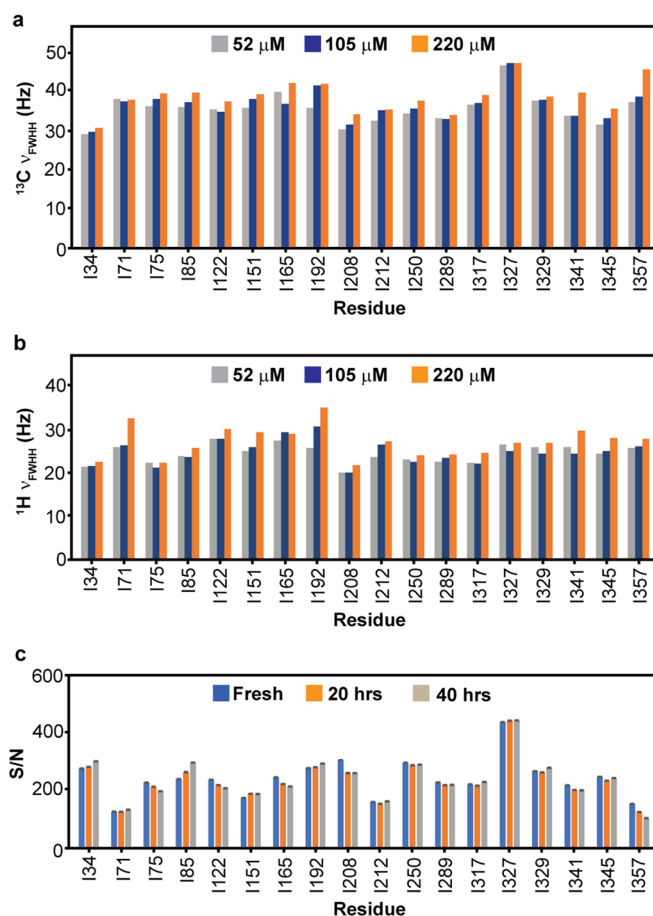 a
52 μM 105 μM 220 μM
50
40
30
20
10
0
¹³C ν_FWHH (Hz)
I34 I71 I75 I85 I122 I151 I165 I192 I208 I212 I250 I289 I317 I327 I329 I341 I345 I357
Residue
b
52 μM 105 μM 220 μM
40
30
20
10
0
¹H ν_FWHH (Hz)
I34 I71 I75 I85 I122 I151 I165 I192 I208 I212 I250 I289 I317 I327 I329 I341 I345 I357
Residue
c
Fresh 20 hrs 40 hrs
600
400
200
0
S/N
I34 I71 I75 I85 I122 I151 I165 I192 I208 I212 I250 I289 I317 I327 I329 I341 I345 I357
Residue